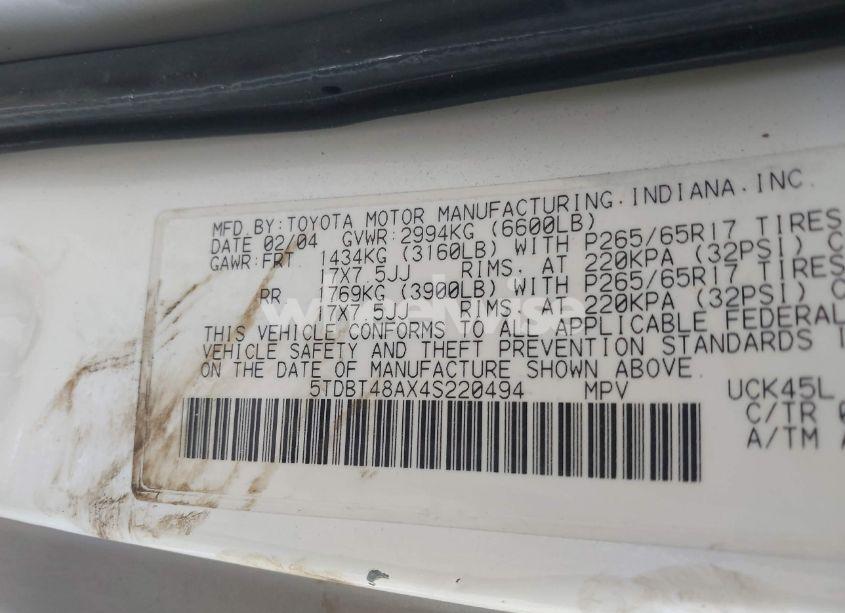 MFD.BY:TOYOTA MOTOR MANUFACTURING.INDIANA.INC.
DATE 02/04 GVWR:2994KG (6600LB)
GAWR:FRT 1434KG (3160LB) WITH P265/65R17 TIRES
17X7.5JJ RIMS. AT 220KPA (32PSI) C
RR 1769KG (3900LB) WITH P265/65R17 TIRES
17X7.5JJ RIMS. AT 220KPA (32PSI) C
THIS VEHICLE CONFORMS TO ALL APPLICABLE FEDERAL
VEHICLE SAFETY AND THEFT PREVENTION STANDARDS I
ON THE DATE OF MANUFACTURE SHOWN ABOVE.
5TDBT48AX4S220494 MPV UCK45L
C/TR
A/TM A
wheelwise